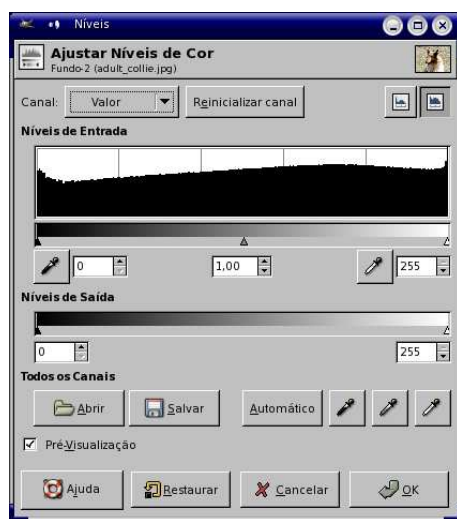 Níveis
Ajustar Níveis de Cor
Fundo-2 (adult_collie.jpg)
Canal: Valor Reinicializar canal
Níveis de Entrada
0 1,00 255
Níveis de Saída
0 255
Todos os Canais
Abrir Salvar Automático
Pré-Visualização
Ajuda Restaurar Cancelar OK